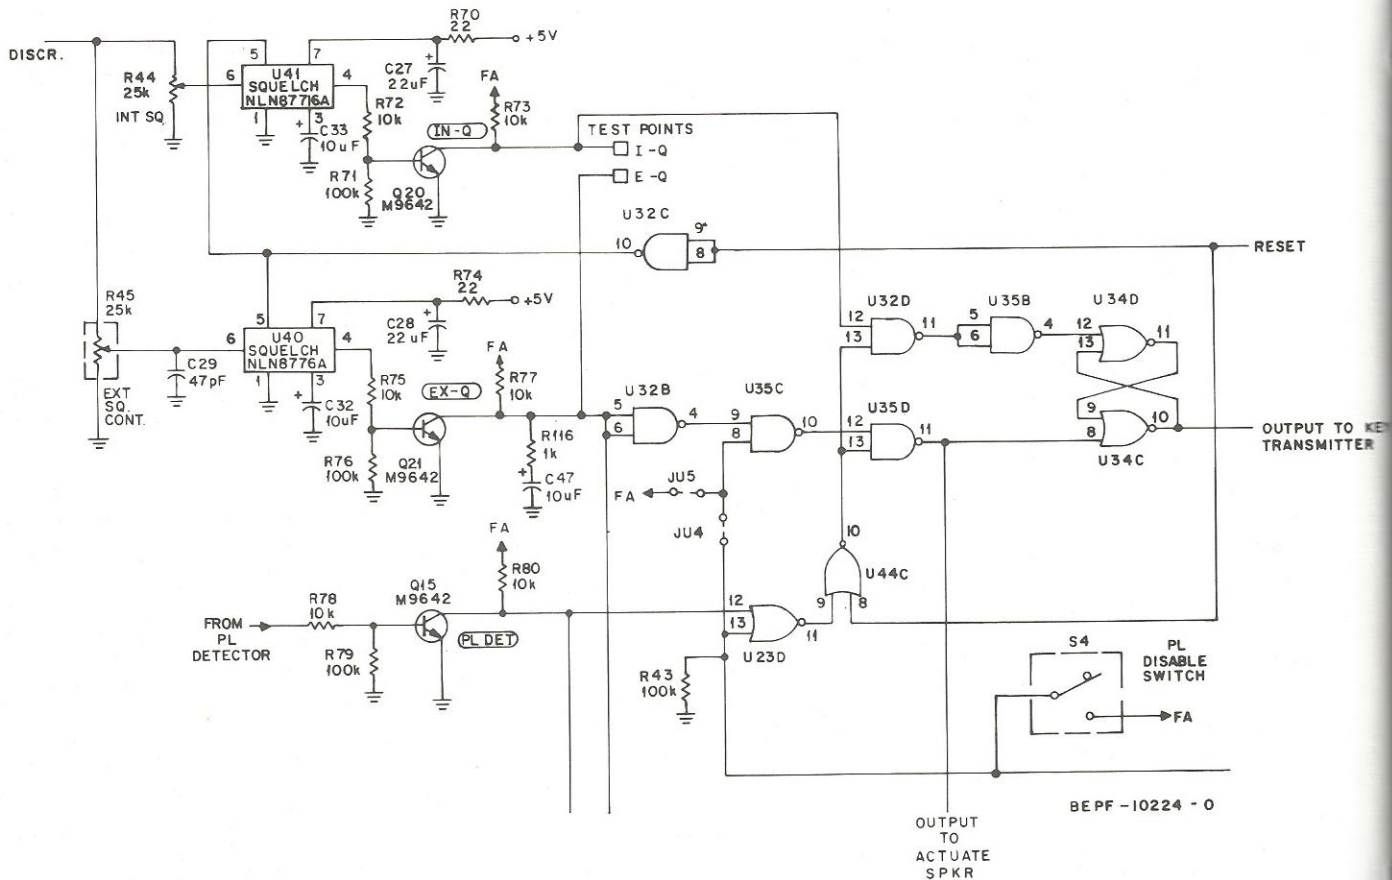 DISCR.
R44
25k
INT SQ
6
5
7
U41
SQUELCH
NLN87716A
4
1
3
+
C33
10uF
R70
22
+5V
+
C27
22uF
R72
10k
R71
100k
IN-Q
Q20
M9642
FA
R73
10k
TEST POINTS
I-Q
E-Q
U32C
10
9
8
RESET
R45
25k
EXT
SQ.
CONT.
C29
47pF
6
5
7
U40
SQUELCH
NLN8776A
4
1
3
+
C32
10uF
R74
22
+5V
+
C28
22uF
R75
10k
R76
100k
EX-Q
Q21
M9642
FA
R77
10k
R116
1k
+
C47
10uF
U32B
5
6
4
U35C
9
8
10
U35D
12
13
11
U32D
12
13
11
U35B
5
6
4
U34D
12
13
11
9
8
10
U34C
OUTPUT TO KEY
TRANSMITTER
FA
JU5
JU4
FROM
PL
DETECTOR
R78
10k
R79
100k
Q15
M9642
PL DET
FA
R80
10k
12
13
11
U23D
R43
100k
10
9
8
U44C
S4
PL
DISABLE
SWITCH
FA
BEPF-10224-O
OUTPUT
TO
ACTUATE
SPKR